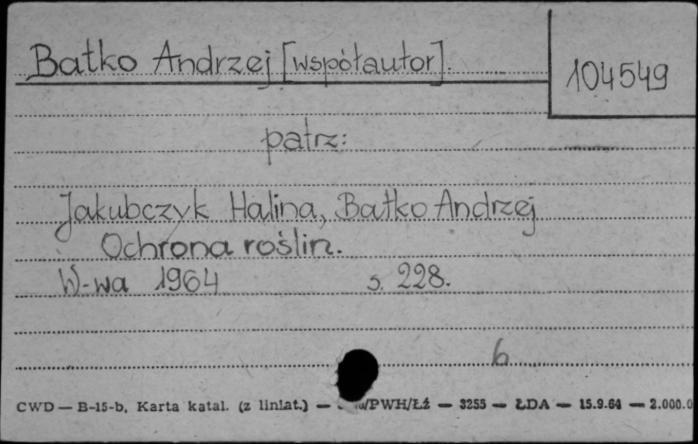 Batko Andrzej [współautor].
104549
patrz:
Jakubczyk Halina, Batko Andrzej
Ochrona roślin.
W-wa 1964 s. 228.
6
CWD — B-15-b, Karta katal. (z liniat.) — /PWH/Łź — 3255 — ŁDA — 15.9.64 — 2.000.0